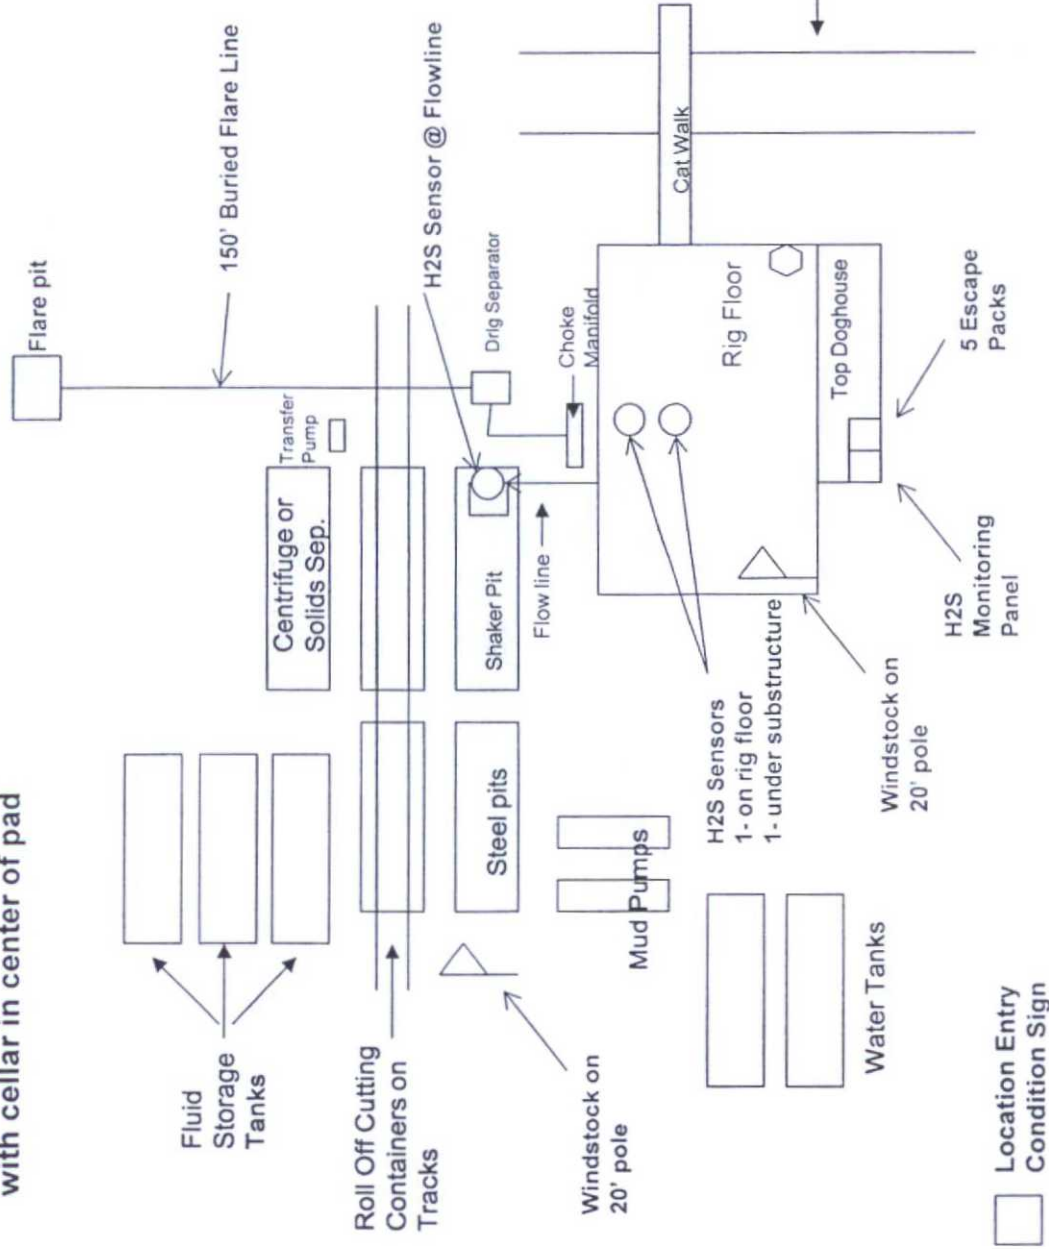 with cellar in center of pad
Flare pit
150' Buried Flare Line
H2S Sensor @ Flowline
Transfer
Pump
Drlg Separator
Choke
Manifold
Centrifuge or
Solids Sep.
Shaker Pit
Flow line
Cat Walk
Rig Floor
Top Doghouse
5 Escape
Packs
H2S
Monitoring
Panel
Windstock on
20' pole
H2S Sensors
1- on rig floor
1- under substructure
Steel pits
Mud Pumps
Water Tanks
Fluid
Storage
Tanks
Roll Off Cutting
Containers on
Tracks
Windstock on
20' pole
Location Entry
Condition Sign